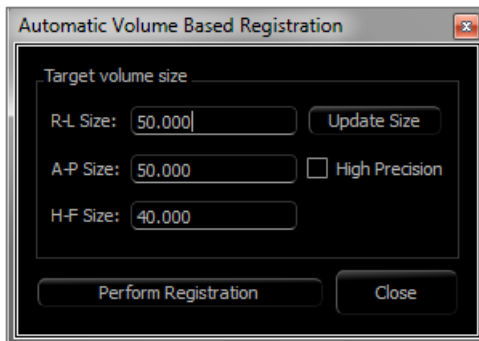 Automatic Volume Based Registration
Target volume size
R-L Size: 50.000 Update Size
A-P Size: 50.000 High Precision
H-F Size: 40.000
Perform Registration Close